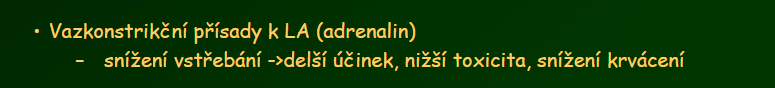 • Vazkonstrikční přísady k LA (adrenalin)
– snížení vstřebání ->delší účinek, nižší toxicita, snížení krvácení